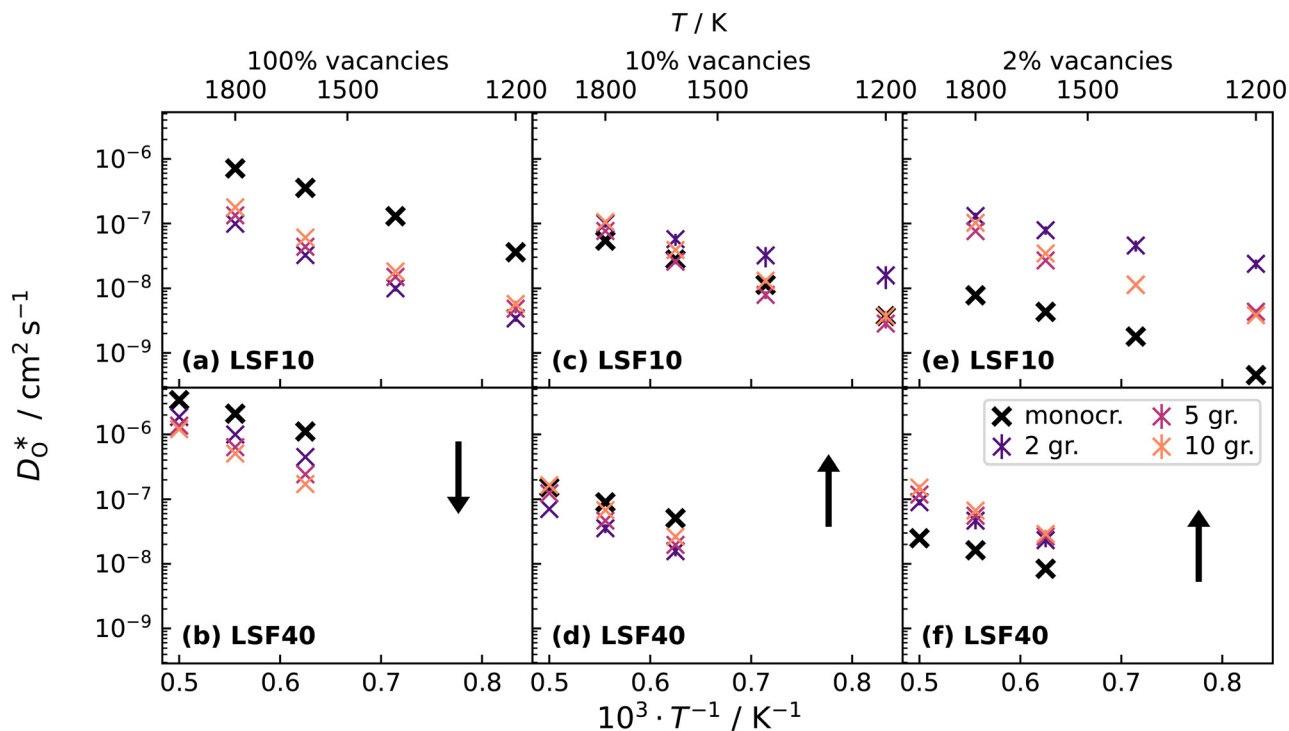 T / K
100% vacancies 10% vacancies 2% vacancies
1800 1500 1200 1800 1500 1200 1800 1500 1200
10⁻⁶
10⁻⁷
10⁻⁸
10⁻⁹
(a) LSF10 (c) LSF10 (e) LSF10
D_O* / cm² s⁻¹
monocr. 5 gr.
2 gr. 10 gr.
10⁻⁶
10⁻⁷
10⁻⁸
10⁻⁹
(b) LSF40 (d) LSF40 (f) LSF40
0.5 0.6 0.7 0.8 0.5 0.6 0.7 0.8 0.5 0.6 0.7 0.8
10³ · T⁻¹ / K⁻¹